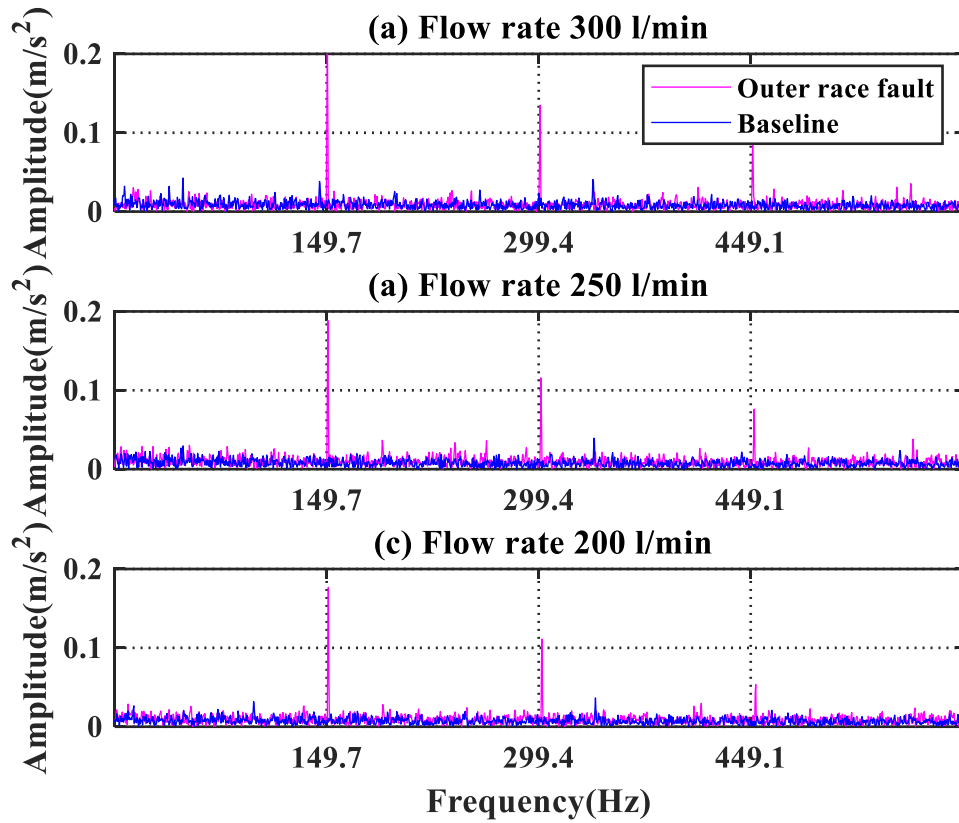 (a) Flow rate 300 l/min
Amplitude(m/s²)
0.2
0.1
0
Outer race fault
Baseline
149.7 299.4 449.1
(a) Flow rate 250 l/min
Amplitude(m/s²)
0.2
0.1
0
149.7 299.4 449.1
(c) Flow rate 200 l/min
Amplitude(m/s²)
0.2
0.1
0
149.7 299.4 449.1
Frequency(Hz)